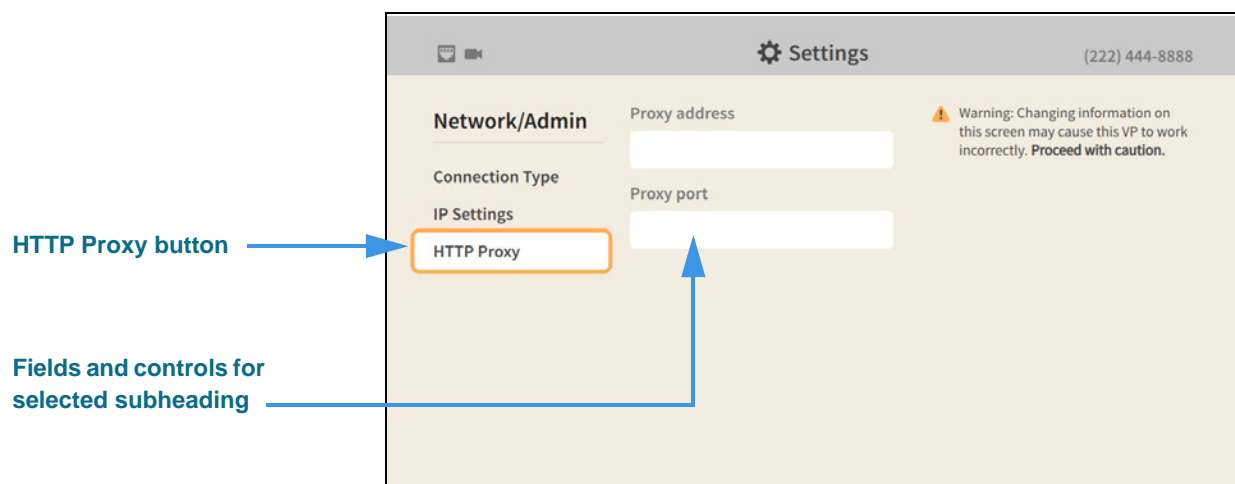 Settings
(222) 444-8888
Network/Admin
Connection Type
IP Settings
HTTP Proxy
Proxy address
Proxy port
Warning: Changing information on
this screen may cause this VP to work
incorrectly. Proceed with caution.
HTTP Proxy button
Fields and controls for
selected subheading